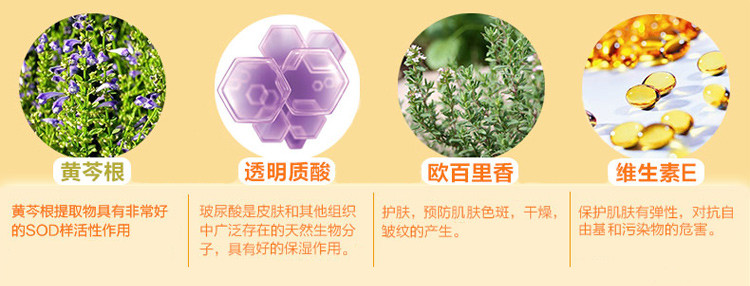 黄芩根
透明质酸
欧百里香
维生素E
黄芩根提取物具有非常好
的SOD样活性作用
玻尿酸是皮肤和其他组织
中广泛存在的天然生物分
子，具有好的保湿作用。
护肤，预防肌肤色斑，干燥，
皱纹的产生。
保护肌肤有弹性，对抗自
由基和污染物的危害。